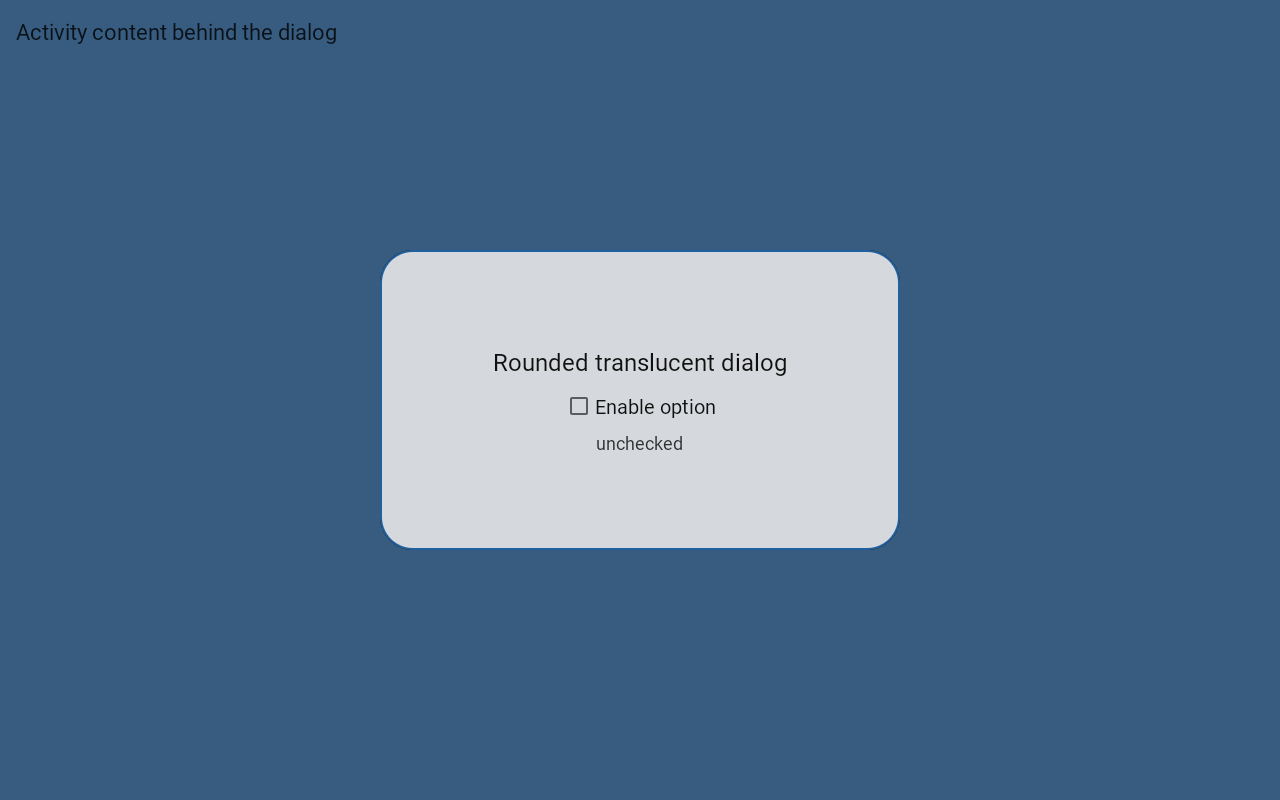 Activity content behind the dialog
Rounded translucent dialog
Enable option
unchecked